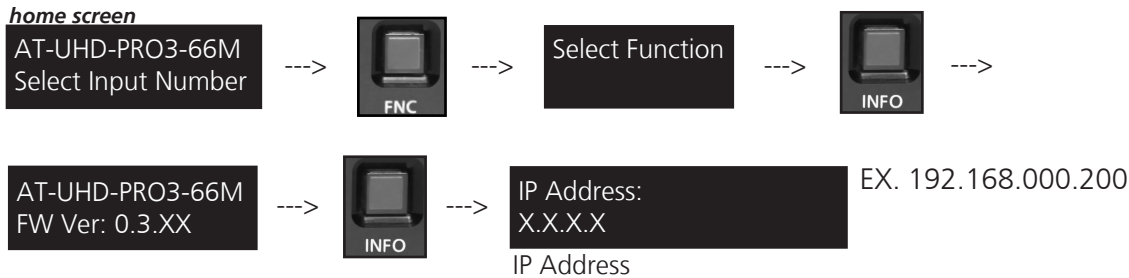 home screen
AT-UHD-PRO3-66M
Select Input Number
--->
FNC
--->
Select Function
--->
INFO
--->
AT-UHD-PRO3-66M
FW Ver: 0.3.XX
--->
INFO
--->
IP Address:
X.X.X.X
EX. 192.168.000.200
IP Address